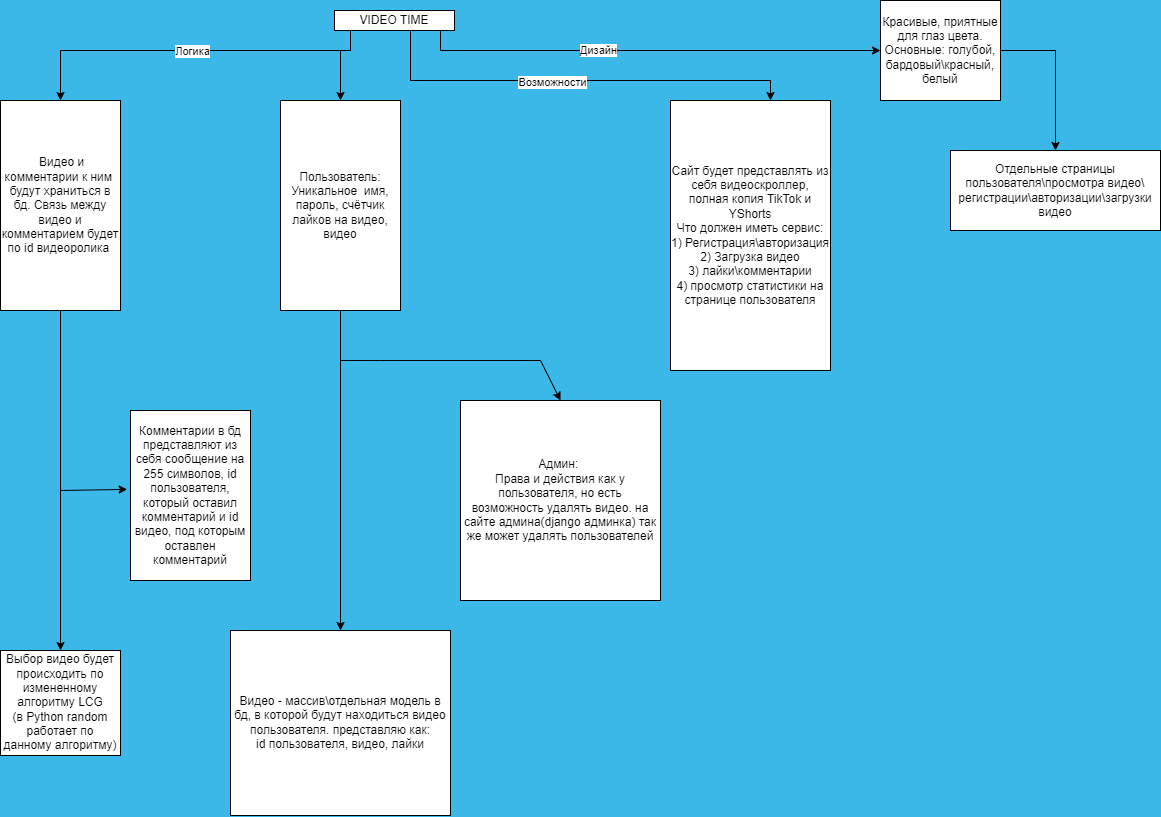 VIDEO TIME
Логика
Дизайн
Возможности
Красивые, приятные
для глаз цвета.
Основные: голубой,
бардовый\красный,
белый
Видео и
комментарии к ним
будут храниться в
бд. Связь между
видео и
комментарием будет
по id видеоролика
Пользователь:
Уникальное имя,
пароль, счётчик
лайков на видео,
видео
Сайт будет представлять из
себя видеоскроллер,
полная копия TikTok и
YShorts
Что должен иметь сервис:
1) Регистрация\авторизация
2) Загрузка видео
3) лайки\комментарии
4) просмотр статистики на
странице пользователя
Отдельные страницы
пользователя\просмотра видео\
регистрации\авторизации\загрузки
видео
Комментарии в бд
представляют из
себя сообщение на
255 символов, id
пользователя,
который оставил
комментарий и id
видео, под которым
оставлен
комментарий
Админ:
Права и действия как у
пользователя, но есть
возможность удалять видео. на
сайте админа(django админка) так
же может удалять пользователей
Выбор видео будет
происходить по
измененному
алгоритму LCG
(в Python random
работает по
данному алгоритму)
Видео - массив\отдельная модель в
бд, в которой будут находиться видео
пользователя. представляю как:
id пользователя, видео, лайки